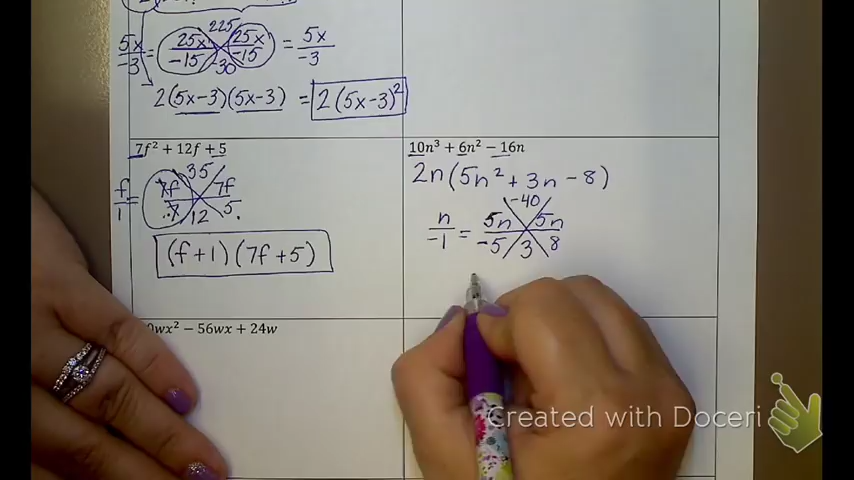 225
5x/-3 = 25x/-15 25x/-15 = 5x/-3
-30
2(5x-3)(5x-3) = 2(5x-3)²
7f² + 12f + 5
35
f/1 7f/7 7f/5
12
(f+1)(7f+5)
10n³ + 6n² − 16n
2n(5n² + 3n - 8)
-40
n/-1 = 5n/-5 5n/8
3
0wx² − 56wx + 24w
Created with Doceri